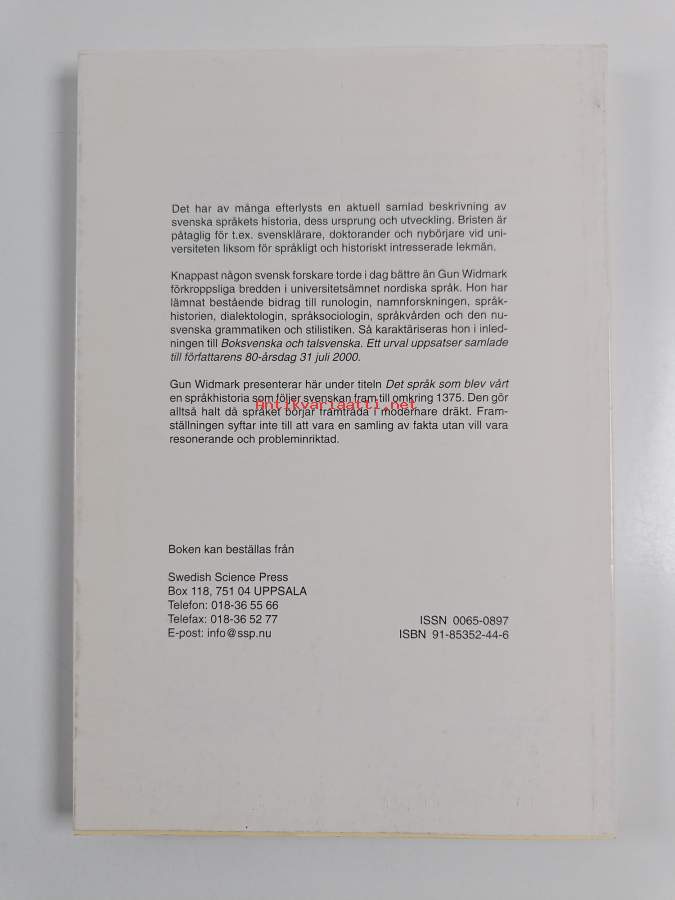 Det har av många efterlysts en aktuell samlad beskrivning av
svenska språkets historia, dess ursprung och utveckling. Bristen är
påtaglig för t.ex. svensklärare, doktorander och nybörjare vid uni-
versiteten liksom för språkligt och historiskt intresserade lekmän.
Knappast någon svensk forskare torde i dag bättre än Gun Widmark
förkroppsliga bredden i universitetsämnet nordiska språk. Hon har
lämnat bestående bidrag till runologin, namnforskningen, språk-
historien, dialektologin, språksociologin, språkvården och den nu-
svenska grammatiken och stilistiken. Så karaktäriseras hon i inled-
ningen till Boksvenska och talsvenska. Ett urval uppsatser samlade
till författarens 80-årsdag 31 juli 2000.
Gun Widmark presenterar här under titeln Det språk som blev vårt
en språkhistoria som följer svenskan fram till omkring 1375. Den gör
Antikvariaatti.net
alltså halt då språket börjar framträda i modernare dräkt. Fram-
ställningen syftar inte till att vara en samling av fakta utan vill vara
resonerande och probleminriktad.
Boken kan beställas från
Swedish Science Press
Box 118, 751 04 UPPSALA
Telefon: 018-36 55 66
Telefax: 018-36 52 77
E-post: info@ssp.nu
ISSN 0065-0897
ISBN 91-85352-44-6